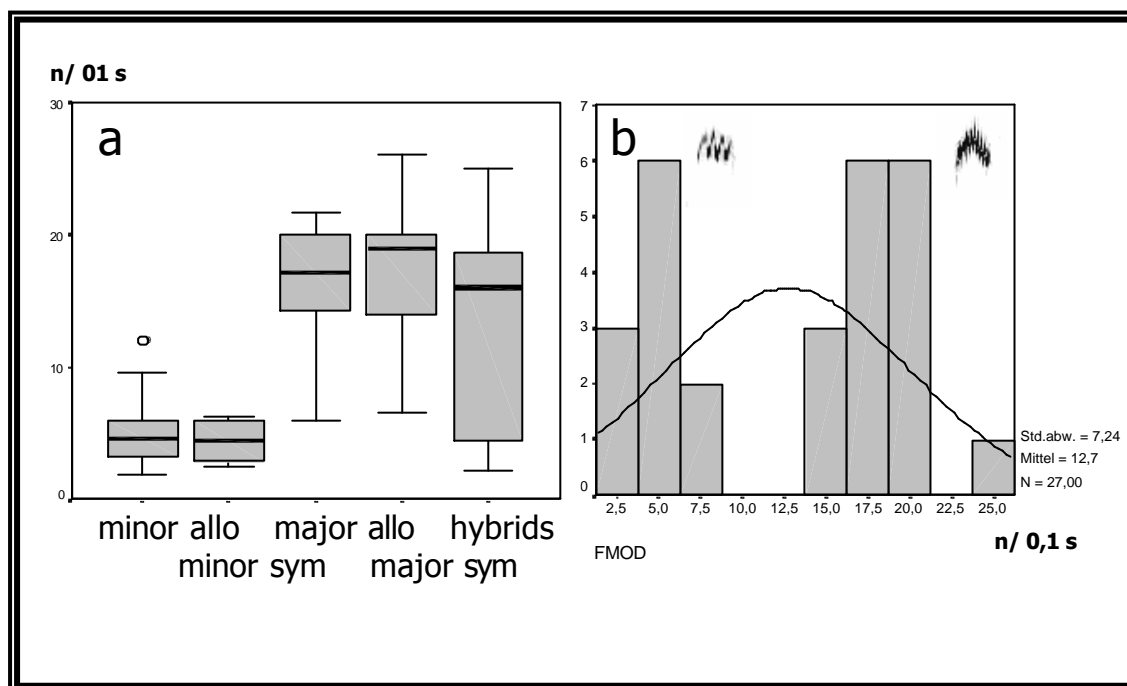 n/ 01 s
a
30
20
10
0
minor allo major allo hybrids
minor sym major sym
b
7
6
5
4
3
2
1
0
2,5 5,0 7,5 10,0 12,5 15,0 17,5 20,0 22,5 25,0
Std.abw. = 7,24
Mittel = 12,7
N = 27,00
n/ 0,1 s
FMOD